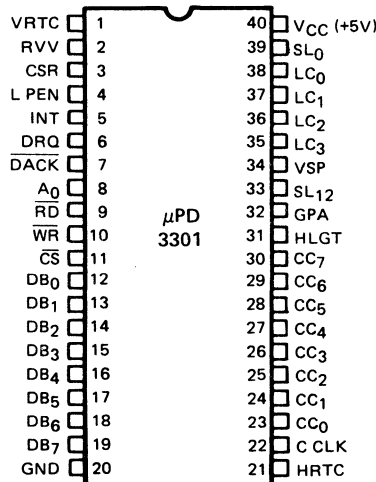 VRTC 1 40 VCC (+5V)
RVV 2 39 SL0
CSR 3 38 LC0
L PEN 4 37 LC1
INT 5 36 LC2
DRQ 6 35 LC3
DACK 7 34 VSP
A0 8 33 SL12
RD 9 32 GPA
WR 10 31 HLGT
CS 11 30 CC7
DB0 12 29 CC6
DB1 13 28 CC5
DB2 14 27 CC4
DB3 15 26 CC3
DB4 16 25 CC2
DB5 17 24 CC1
DB6 18 23 CC0
DB7 19 22 C CLK
GND 20 21 HRTC
μPD
3301